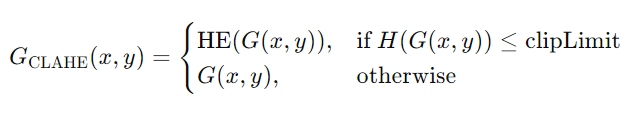 G_CLAHE(x, y) = { HE(G(x, y)), if H(G(x, y)) ≤ clipLimit
G(x, y), otherwise